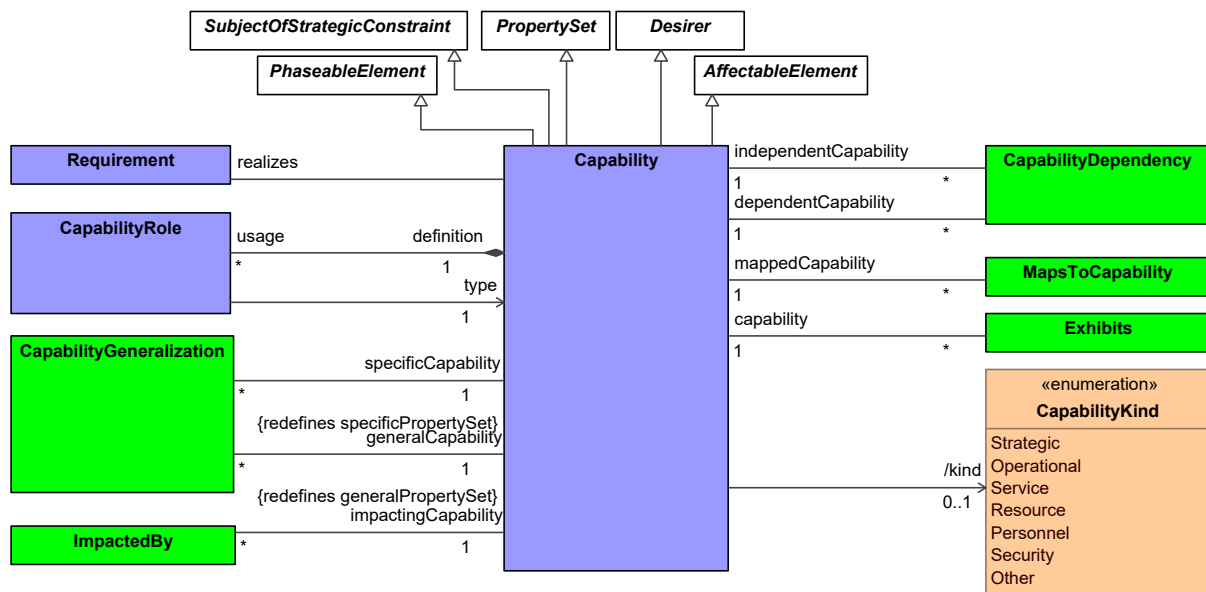 SubjectOfStrategicConstraint
PropertySet
Desirer
PhaseableElement
AffectableElement
Requirement
realizes
Capability
independentCapability
1
*
CapabilityDependency
dependentCapability
1
*
CapabilityRole
usage
*
definition
1
type
1
mappedCapability
1
*
MapsToCapability
capability
1
*
Exhibits
CapabilityGeneralization
specificCapability
*
1
{redefines specificPropertySet}
generalCapability
*
1
{redefines generalPropertySet}
impactingCapability
*
1
ImpactedBy
/kind
0..1
«enumeration»
CapabilityKind
Strategic
Operational
Service
Resource
Personnel
Security
Other